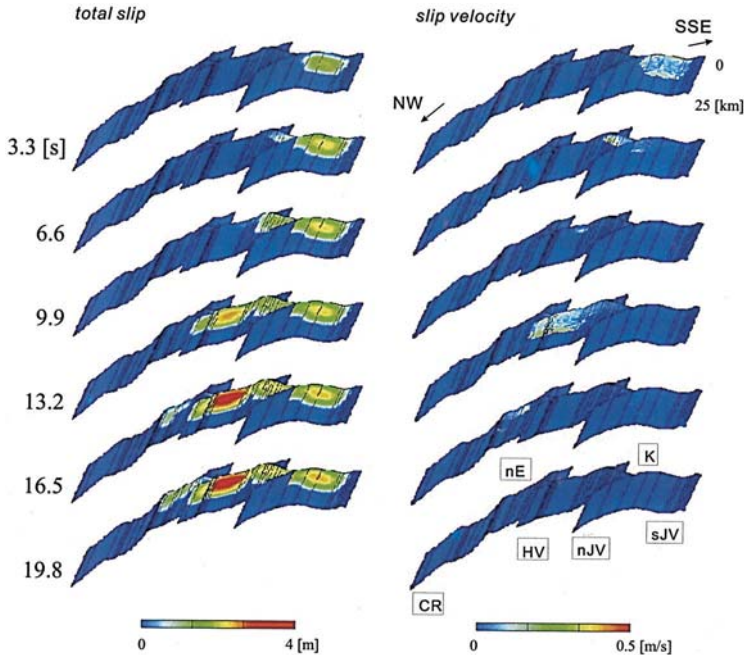 total slip
slip velocity
SSE
0
25 [km]
NW
3.3 [s]
6.6
9.9
13.2
16.5
19.8
nE
K
HV
nJV
sJV
CR
0
4 [m]
0
0.5 [m/s]